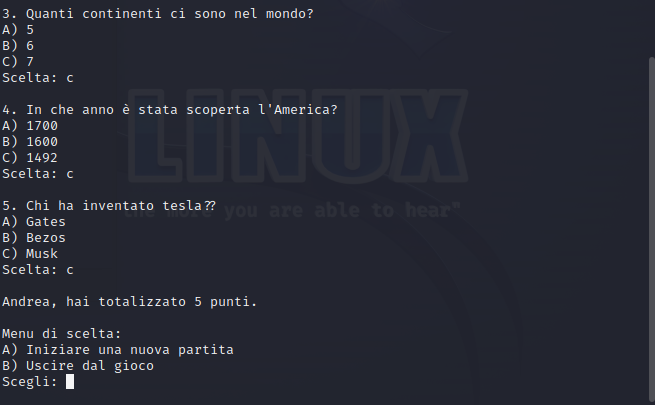 3. Quanti continenti ci sono nel mondo?
A) 5
B) 6
C) 7
Scelta: c
4. In che anno è stata scoperta l'America?
A) 1700
B) 1600
C) 1492
Scelta: c
LINUX
5. Chi ha inventato tesla??
the more you are able to hear"
A) Gates
B) Bezos
C) Musk
Scelta: c
Andrea, hai totalizzato 5 punti.
Menu di scelta:
A) Iniziare una nuova partita
B) Uscire dal gioco
Scegli: